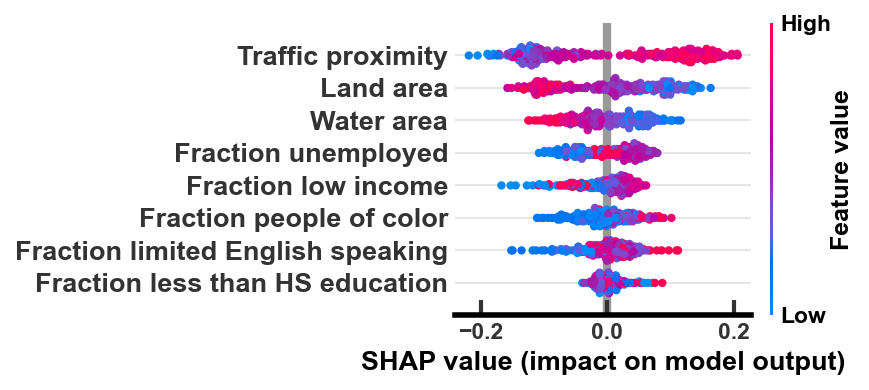 High
Traffic proximity
Land area
Water area
Fraction unemployed
Fraction low income
Fraction people of color
Fraction limited English speaking
Fraction less than HS education
Feature value
Low
−0.2 0.0 0.2
SHAP value (impact on model output)